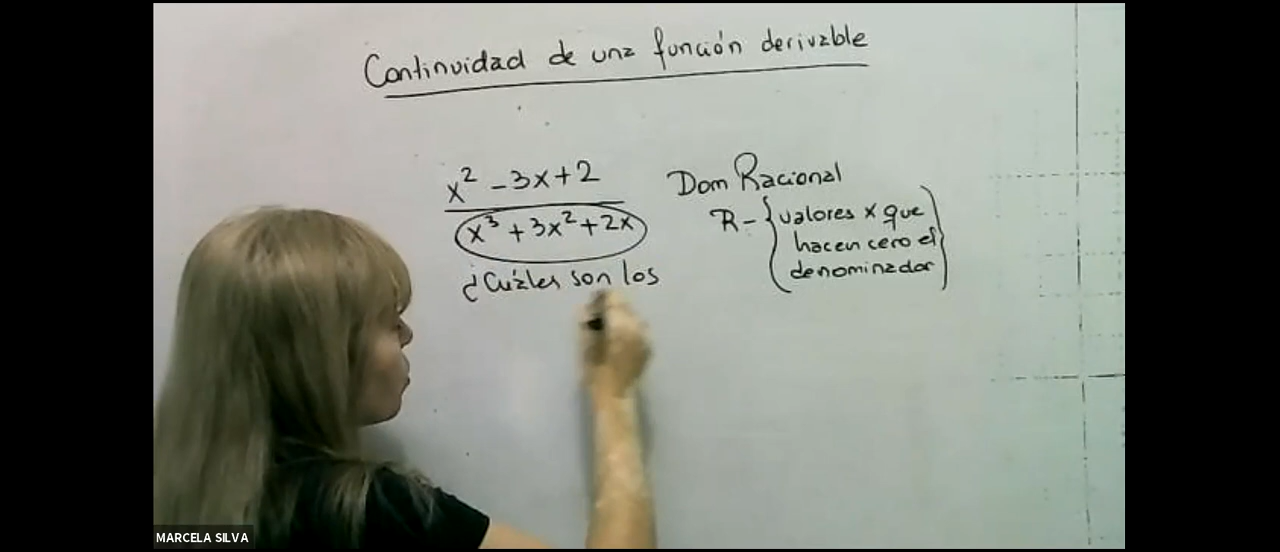 Continuidad de una función derivable
x² - 3x + 2
x³ + 3x² + 2x
¿Cuáles son los
Dom Racional
R - {valores x que
hacen cero el
denominador}
MARCELA SILVA